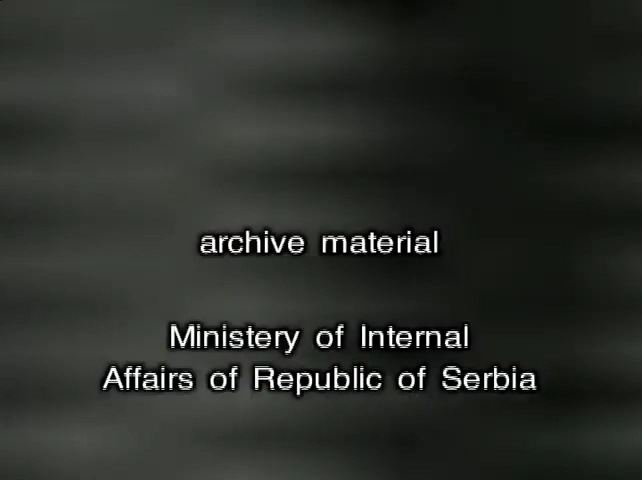 archive material
Ministery of Internal
Affairs of Republic of Serbia